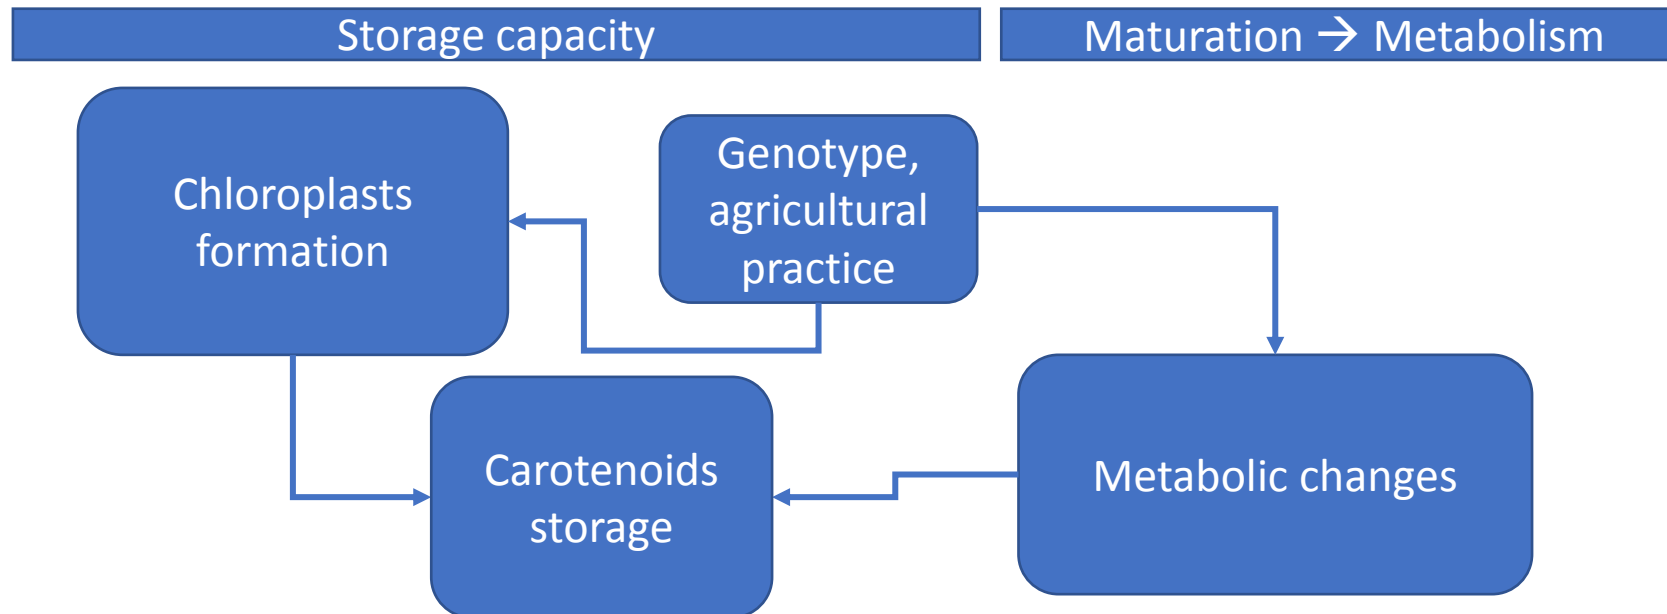 Storage capacity
Maturation → Metabolism
Chloroplasts
formation
Genotype,
agricultural
practice
Carotenoids
storage
Metabolic changes